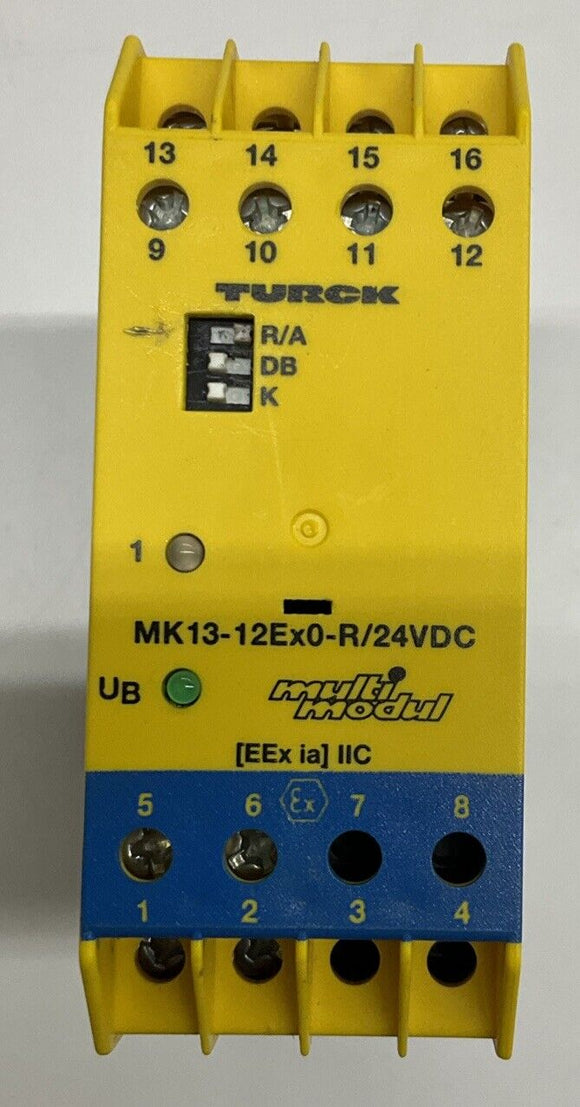 13 14 15 16
9 10 11 12
TURCK
R/A
DB
K
1
MK13-12Ex0-R/24VDC
UB
multi
modul
[EEx ia] IIC
5 6 Ex 7 8
1 2 3 4